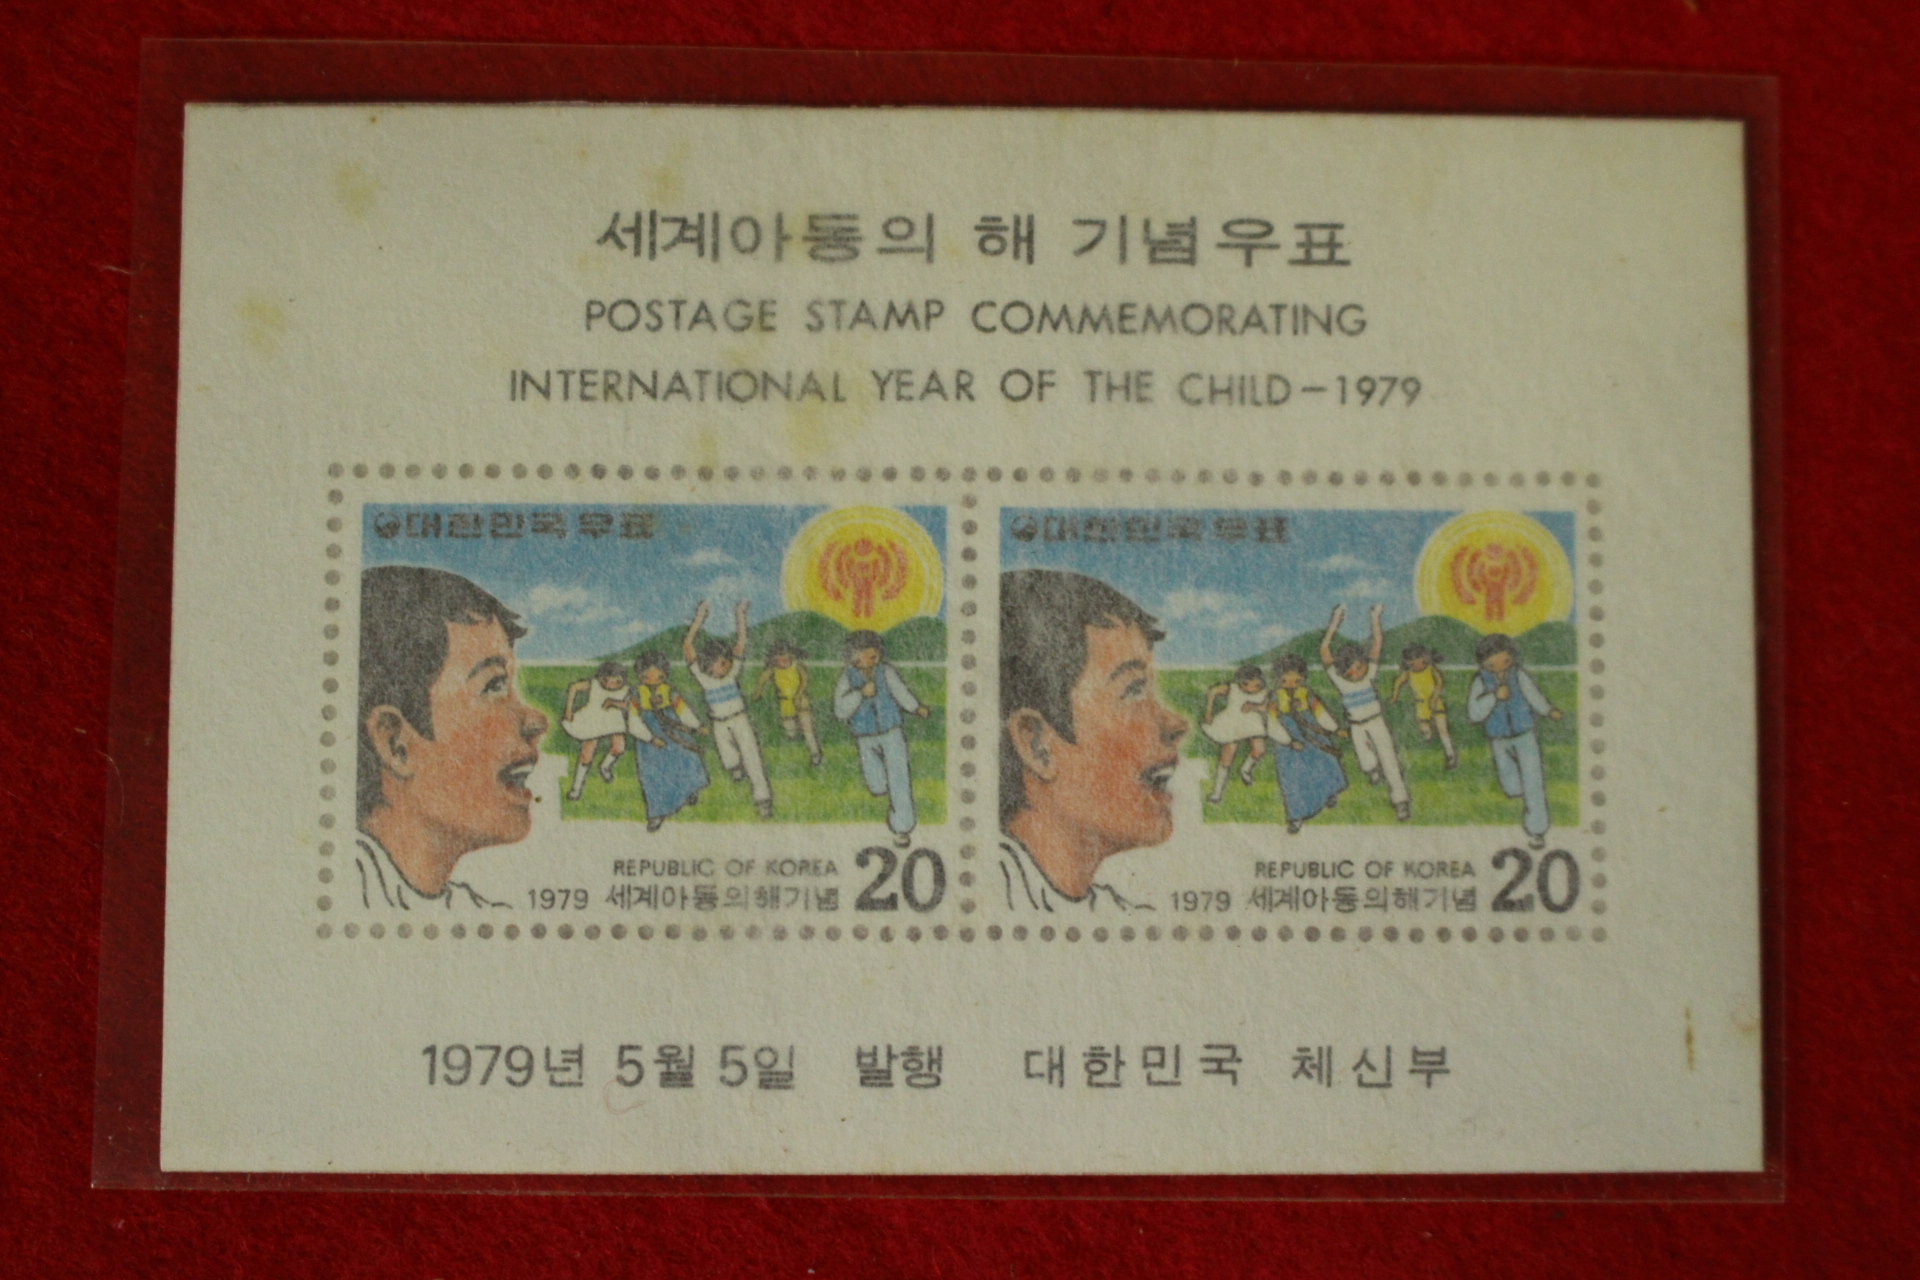 세계아동의 해 기념우표
POSTAGE STAMP COMMEMORATING
INTERNATIONAL YEAR OF THE CHILD-1979
대한민국우표
REPUBLIC OF KOREA
1979 세계아동의해기념 20
대한민국우표
REPUBLIC OF KOREA
1979 세계아동의해기념 20
1979년 5월 5일 발행 대한민국 체신부